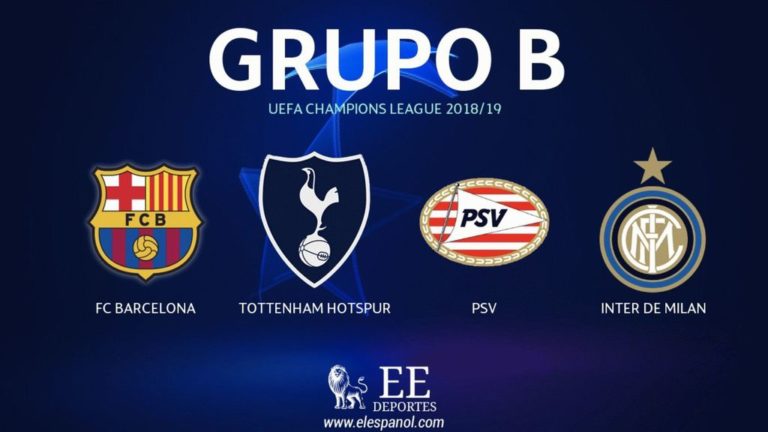 GRUPO B
UEFA CHAMPIONS LEAGUE 2018/19
FCB
PSV
FC BARCELONA
TOTTENHAM HOTSPUR
PSV
INTER DE MILAN
EE
DEPORTES
www.elespanol.com